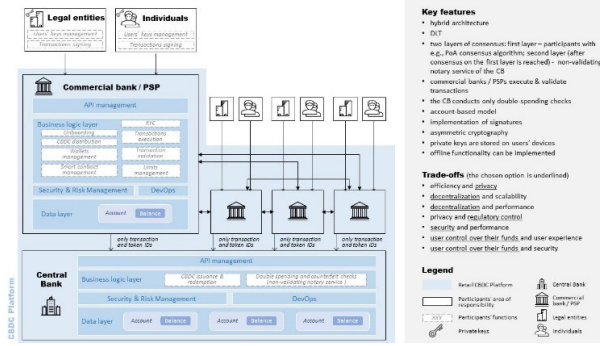 Legal entities
Users' keys management
Transactions signing
Individuals
Users' keys management
Transactions signing
Commercial bank / PSP
API management
Business logic layer
Onboarding
CBDC distribution
Wallets
management
Smart contract
management
KYC
Transactions
execution
Transaction
validation
Limits
management
Security & Risk Management
DevOps
Data layer
Account
Balance
only transaction
and token IDs
only transaction
and token IDs
only transaction
and token IDs
only transaction
and token IDs
Central
Bank
API management
Business logic layer
CBDC issuance &
redemption
Double spending and counterfeit checks
(non-validating notary service )
Security & Risk Management
DevOps
Data layer
Account
Balance
Account
Balance
Account
Balance
CBDC Platform
Key features
• hybrid architecture
• DLT
• two layers of consensus: first layer – participants with
e.g., PoA consensus algorithm; second layer (after
consensus on the first layer is reached) - non-validating
notary service of the CB
• commercial banks / PSPs execute & validate
transactions
• the CB conducts only double-spending checks
• account-based model
• implementation of signatures
• asymmetric cryptography
• private keys are stored on users' devices
• offline functionality can be implemented
Trade-offs (the chosen option is underlined)
• efficiency and privacy
• decentralization and scalability
• decentralization and performance
• privacy and regulatory control
• security and performance
• user control over their funds and user experience
• user control over their funds and security
Legend
Retail CBDC Platform
Central Bank
Participants' area of
responsibility
Commercial
bank / PSP
XXX
Participants' functions
Legal entities
Private keys
Individuals